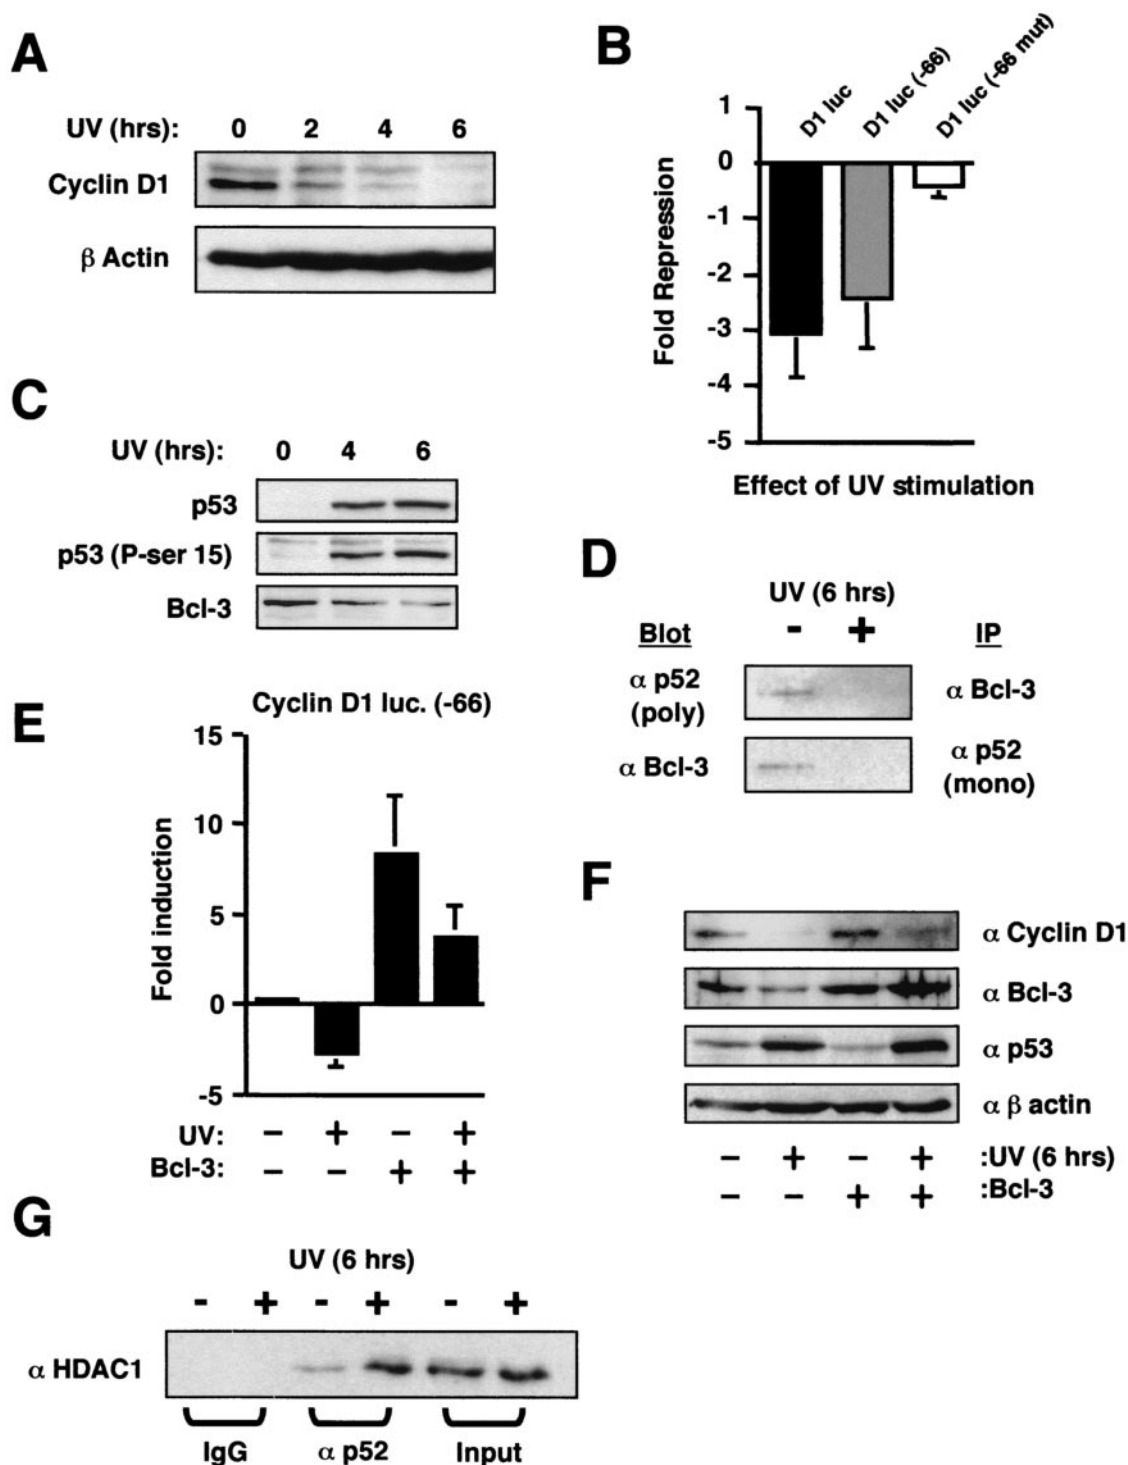 A
UV (hrs): 0 2 4 6
Cyclin D1
β Actin
B
D1 luc
D1 luc (-66)
D1 luc (-66 mut)
1
0
-1
-2
-3
-4
-5
Fold Repression
Effect of UV stimulation
C
UV (hrs): 0 4 6
p53
p53 (P-ser 15)
Bcl-3
D
UV (6 hrs)
Blot - + IP
α p52
(poly)
α Bcl-3
α Bcl-3
α p52
(mono)
E
Cyclin D1 luc. (-66)
15
10
5
0
-5
Fold induction
UV: − + − +
Bcl-3: − − + +
F
α Cyclin D1
α Bcl-3
α p53
α β actin
− + − + :UV (6 hrs)
− − + + :Bcl-3
G
UV (6 hrs)
- + - + - +
α HDAC1
IgG α p52 Input